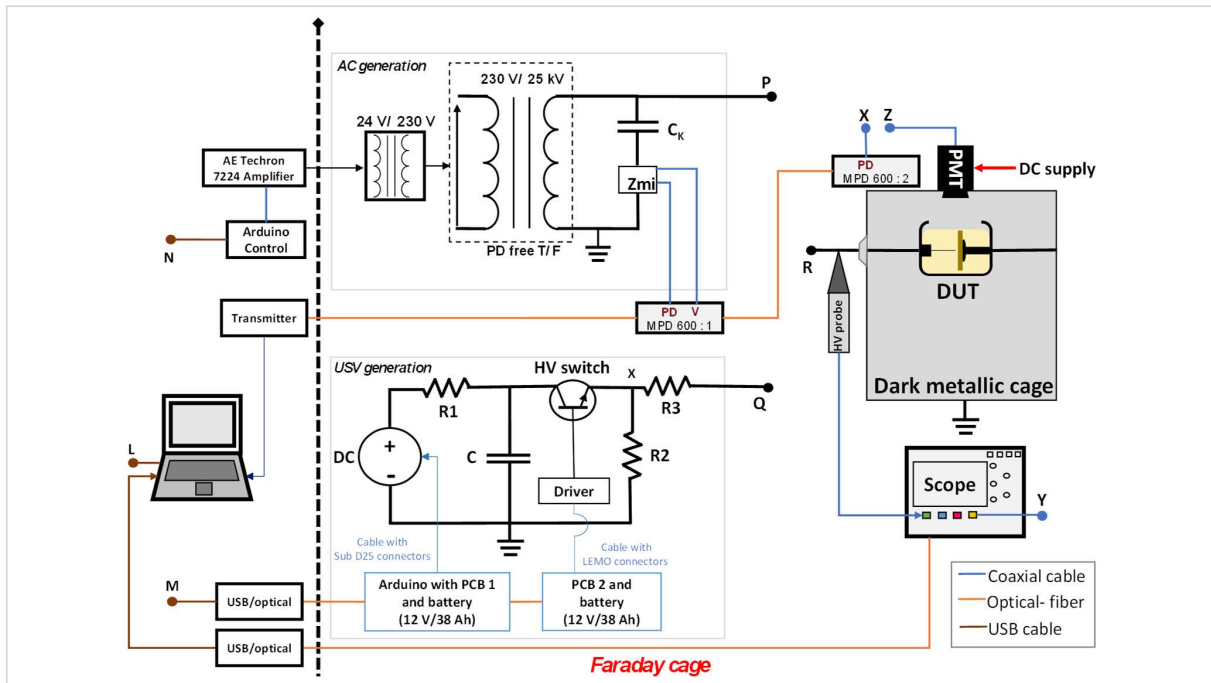 AC generation
230 V/ 25 kV
P
24 V/ 230 V
C_K
Zmi
AE Techron
7224 Amplifier
Arduino
Control
N
PD free T/ F
X
Z
PD
MPD 600 : 2
PMT
DC supply
R
DUT
HV probe
Dark metallic cage
Transmitter
PD V
MPD 600 : 1
USV generation
HV switch
R1
x
R3
Q
DC
+
-
C
R2
Driver
L
Scope
Y
Cable with
Sub D25 connectors
Cable with
LEMO connectors
M
USB/optical
Arduino with PCB 1
and battery
(12 V/38 Ah)
PCB 2 and
battery
(12 V/38 Ah)
USB/optical
Faraday cage
Coaxial cable
Optical- fiber
USB cable